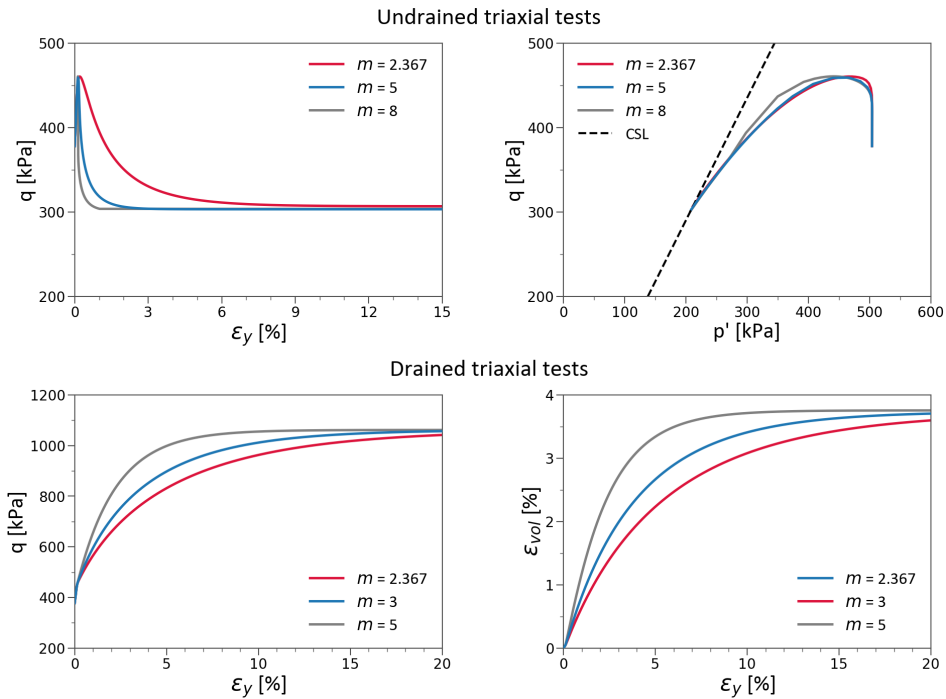 Undrained triaxial tests
500
400
300
200
q [kPa]
0
3
6
9
12
15
εy [%]
m = 2.367
m = 5
m = 8
500
400
300
200
q [kPa]
0
100
200
300
400
500
600
p' [kPa]
m = 2.367
m = 5
m = 8
CSL
Drained triaxial tests
1200
1000
800
600
400
200
q [kPa]
0
5
10
15
20
εy [%]
m = 2.367
m = 3
m = 5
4
3
2
1
0
εvol [%]
0
5
10
15
20
εy [%]
m = 2.367
m = 3
m = 5